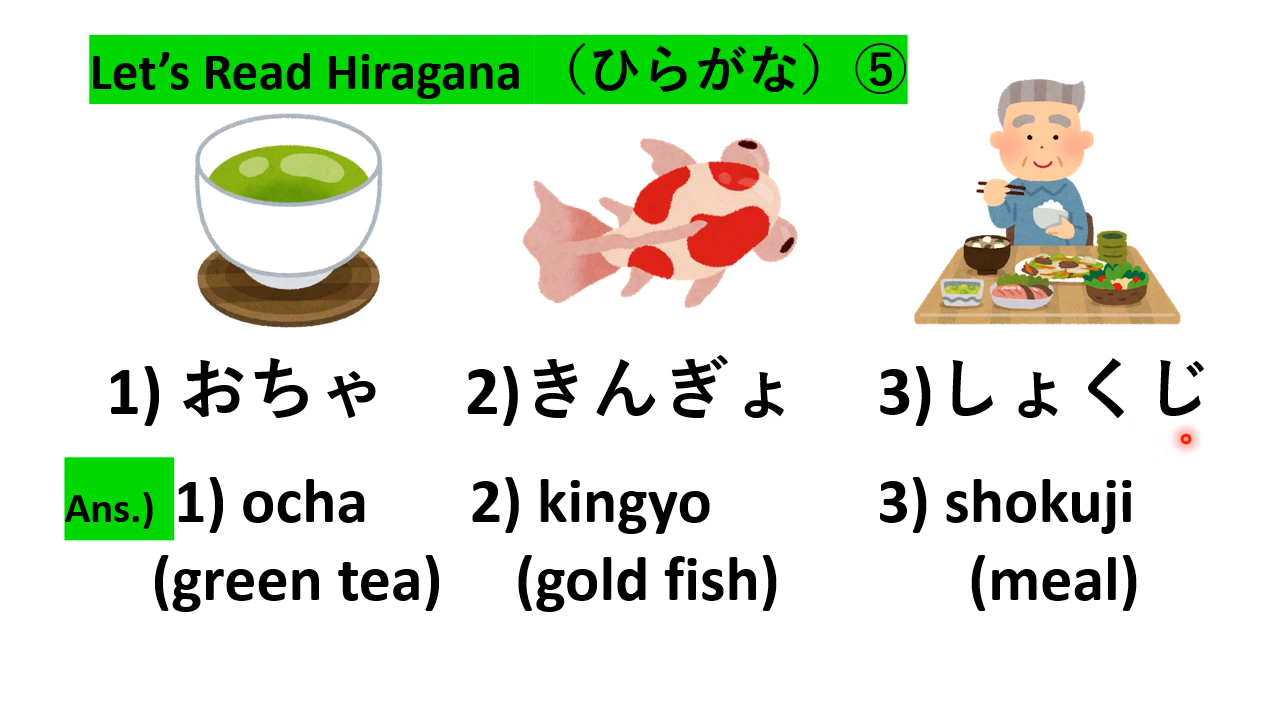 Let's Read Hiragana （ひらがな）⑤
1) おちゃ 2)きんぎょ 3)しょくじ
Ans.) 1) ocha 2) kingyo 3) shokuji
(green tea) (gold fish) (meal)